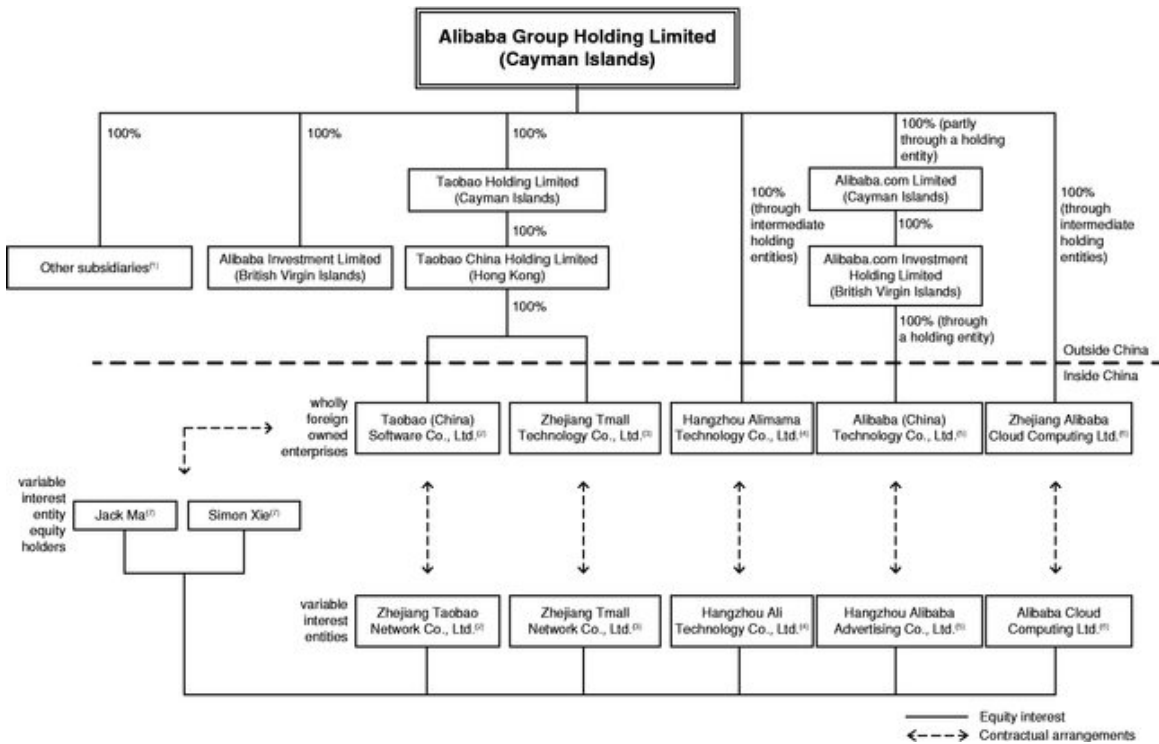 Alibaba Group Holding Limited
(Cayman Islands)
100%
100%
100%
100% (partly
through a holding
entity)
Taobao Holding Limited
(Cayman Islands)
Alibaba.com Limited
(Cayman Islands)
100%
(through
intermediate
holding
entities)
100%
(through
intermediate
holding
entities)
100%
100%
Other subsidiaries(1)
Alibaba Investment Limited
(British Virgin Islands)
Taobao China Holding Limited
(Hong Kong)
Alibaba.com Investment
Holding Limited
(British Virgin Islands)
100%
100% (through
a holding entity)
Outside China
Inside China
wholly
foreign
owned
enterprises
Taobao (China)
Software Co., Ltd.(2)
Zhejiang Tmall
Technology Co., Ltd.(3)
Hangzhou Alimama
Technology Co., Ltd.(4)
Alibaba (China)
Technology Co., Ltd.(5)
Zhejiang Alibaba
Cloud Computing Ltd.(6)
variable
interest
entity
equity
holders
Jack Ma(7)
Simon Xie(7)
variable
interest
entities
Zhejiang Taobao
Network Co., Ltd.(2)
Zhejiang Tmall
Network Co., Ltd.(3)
Hangzhou Ali
Technology Co., Ltd.(4)
Hangzhou Alibaba
Advertising Co., Ltd.(5)
Alibaba Cloud
Computing Ltd.(6)
Equity interest
Contractual arrangements